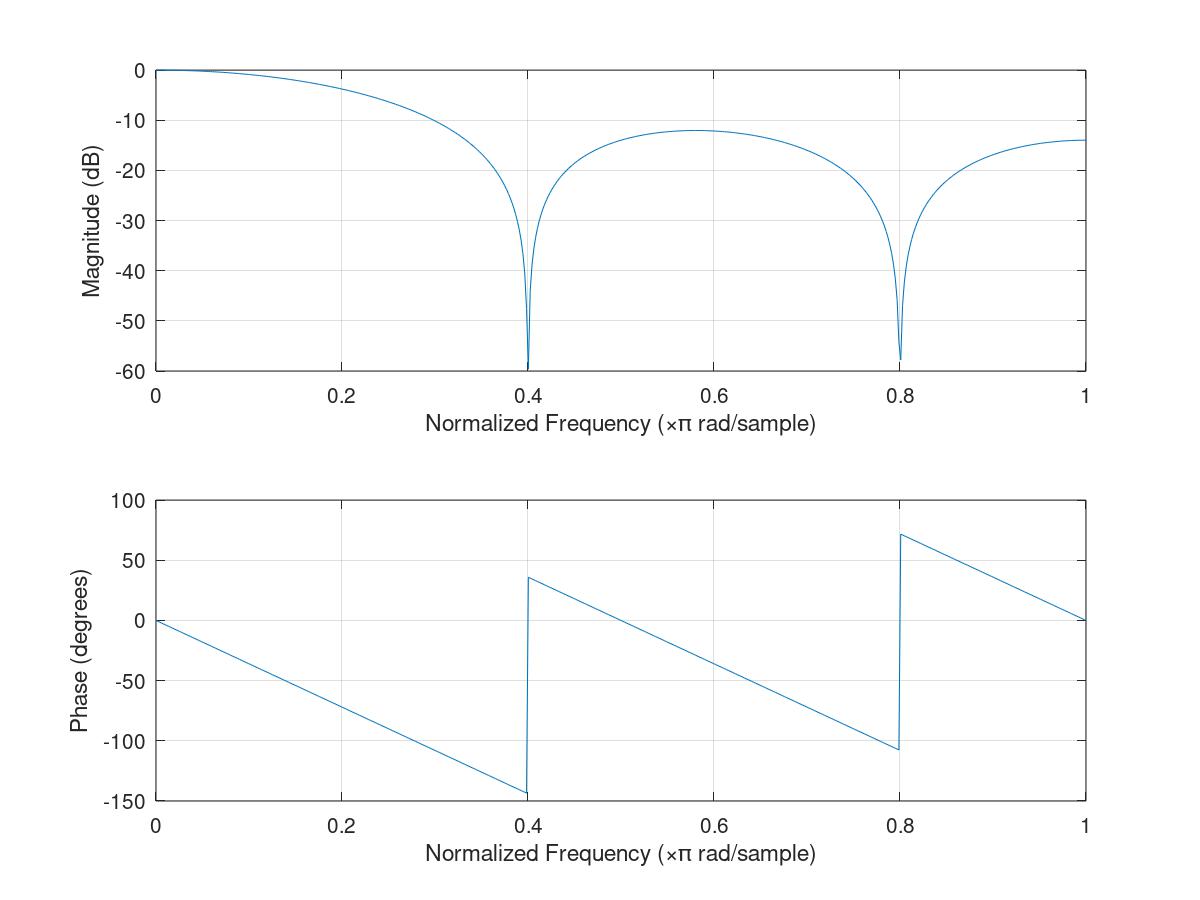 0
-10
-20
-30
-40
-50
-60
Magnitude (dB)
0 0.2 0.4 0.6 0.8 1
Normalized Frequency (×π rad/sample)
100
50
0
-50
-100
-150
Phase (degrees)
0 0.2 0.4 0.6 0.8 1
Normalized Frequency (×π rad/sample)